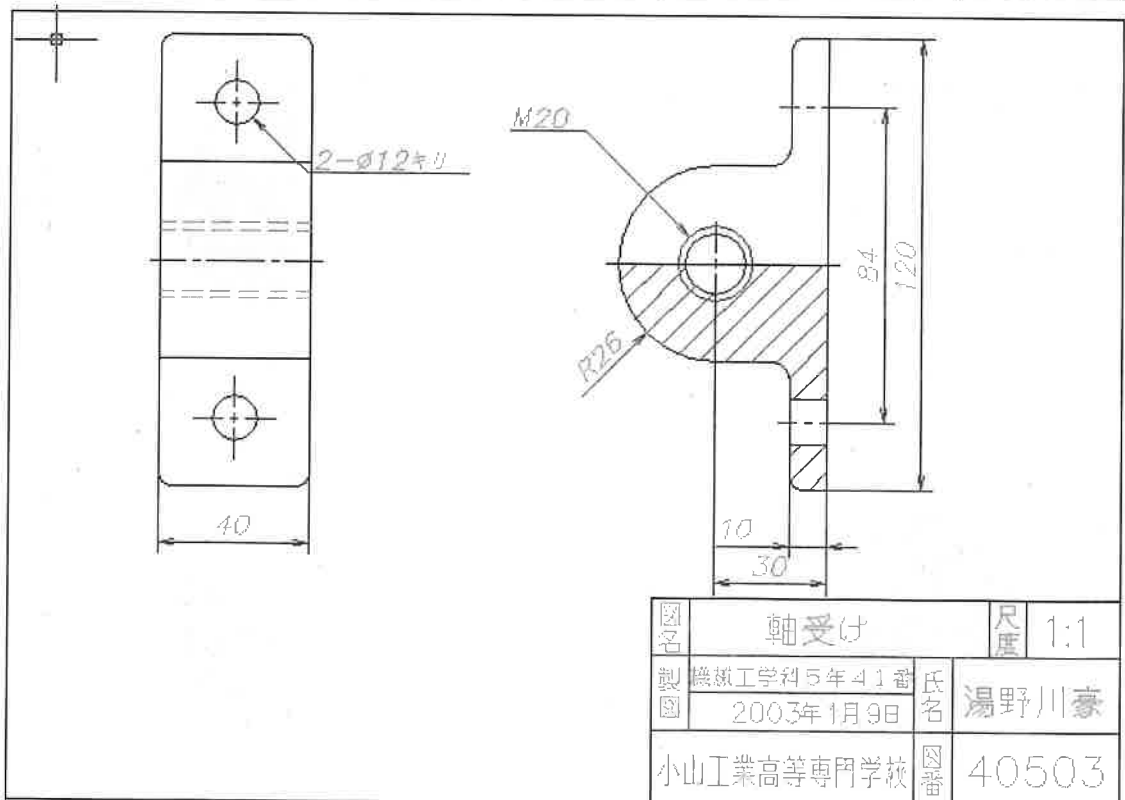 M20
2-ø12キリ
84
120
R26
40
10
30
図名 軸受け 尺度 1:1
製図 機械工学科5年41番 氏名 湯野川豪
2003年1月9日
小山工業高等専門学校 図番 40503